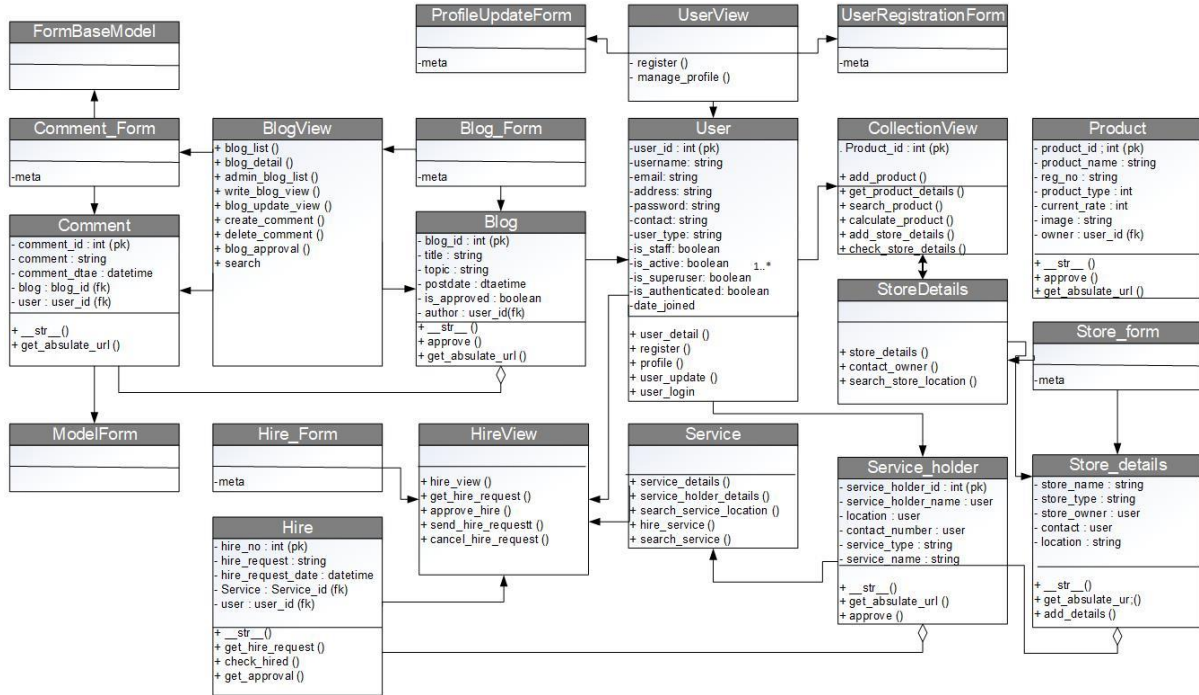 FormBaseModel
ProfileUpdateForm
-meta
UserView
- register ()
- manage_profile ()
UserRegistrationForm
-meta
Comment_Form
-meta
BlogView
+ blog_list ()
+ blog_detail ()
+ admin_blog_list ()
+ write_blog_view ()
+ blog_update_view ()
+ create_comment ()
+ delete_comment ()
+ blog_approval ()
+ search
Blog_Form
-meta
User
-user_id : int (pk)
-username: string
-email: string
-address: string
-password: string
-contact: string
-user_type: string
-is_staff: boolean
-is_active: boolean
-is_superuser: boolean
-is_authenticated: boolean
-date_joined
+ user_detail ()
+ register ()
+ profile ()
+ user_update ()
+ user_login
1..*
CollectionView
. Product_id : int (pk)
+ add_product ()
+ get_product_details ()
+ search_product ()
+ calculate_product ()
+ add_store_details ()
+ check_store_details ()
Product
- product_id ; int (pk)
- product_name : string
- reg_no : string
- product_type : int
- current_rate : int
- image : string
- owner : user_id (fk)
+ __str__ ()
+ approve ()
+ get_absulate_url ()
Comment
- comment_id : int (pk)
- comment : string
- comment_dtae : datetime
- blog : blog_id (fk)
- user : user_id (fk)
+ __str__()
+ get_absulate_url ()
Blog
- blog_id : int (pk)
- title : string
- topic : string
- postdate : dtaetime
- is_approved : boolean
- author : user_id(fk)
+ __str__ ()
+ approve ()
+ get_absulate_url ()
StoreDetails
+ store_details ()
+ contact_owner ()
+ search_store_location ()
Store_form
-meta
ModelForm
Hire_Form
-meta
HireView
+ hire_view ()
+ get_hire_request ()
+ approve_hire ()
+ send_hire_requestt ()
+ cancel_hire_request ()
Service
+ service_details ()
+ service_holder_details ()
+ search_service_location ()
+ hire_service ()
+ search_service ()
Service_holder
- service_holder_id : int (pk)
- service_holder_name : user
- location : user
- contact_number : user
- service_type : string
- service_name : string
+ __str__()
+ get_absulate_url ()
+ approve ()
Store_details
- store_name : string
- store_type : string
- store_owner : user
- contact : user
- location : string
+ __str__ ()
+ get_absulate_ur;()
+ add_details ()
Hire
- hire_no : int (pk)
- hire_request : string
- hire_request_date : datetime
- Service : Service_id (fk)
- user : user_id (fk)
+ __str__()
+ get_hire_request ()
+ check_hired ()
+ get_approval ()